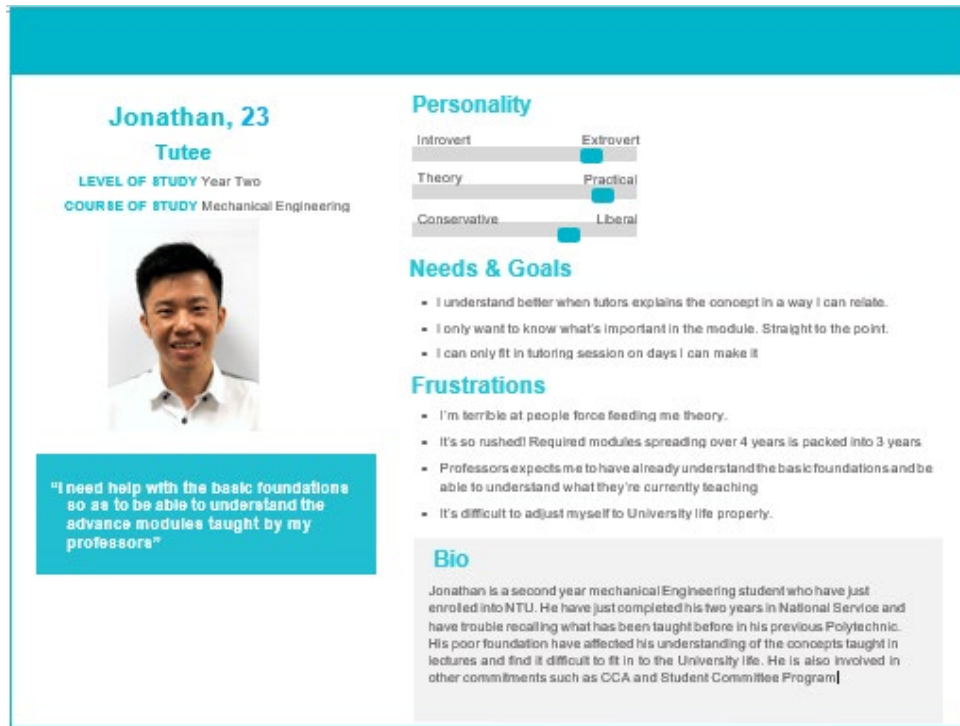 Jonathan, 23
Tutee
LEVEL OF STUDY Year Two
COURSE OF STUDY Mechanical Engineering
"I need help with the basic foundations
so as to be able to understand the
advance modules taught by my
professors"
Personality
Introvert Extrovert
Theory Practical
Conservative Liberal
Needs & Goals
▪ I understand better when tutors explains the concept in a way I can relate.
▪ I only want to know what's important in the module. Straight to the point.
▪ I can only fit in tutoring session on days I can make it
Frustrations
▪ I'm terrible at people force feeding me theory.
▪ It's so rushed! Required modules spreading over 4 years is packed into 3 years
▪ Professors expects me to have already understand the basic foundations and be
able to understand what they're currently teaching
▪ It's difficult to adjust myself to University life properly.
Bio
Jonathan is a second year mechanical Engineering student who have just
enrolled into NTU. He have just completed his two years in National Service and
have trouble recalling what has been taught before in his previous Polytechnic.
His poor foundation have affected his understanding of the concepts taught in
lectures and find it difficult to fit in to the University life. He is also involved in
other commitments such as CCA and Student Committee Program